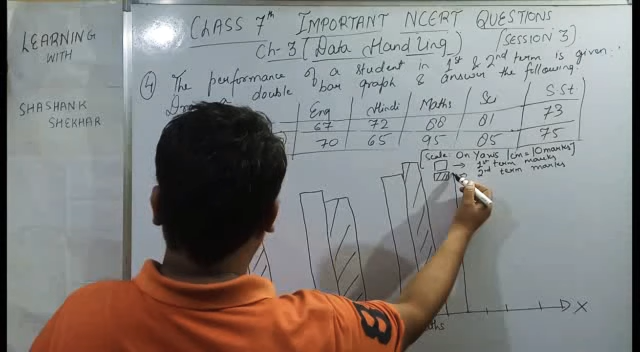 CLASS 7th IMPORTANT NCERT QUESTIONS
LEARNING
WITH
SHASHANK
SHEKHAR
Ch-3 (Data Handling) (SESSION 3)
④ The performance of a student in 1st & 2nd term is given.
Draw a double bar graph & answer the following:
Eng Hindi Maths Sci S.St.
67 72 88 81 73
70 65 95 85 75
Scale On Y axis 1cm = 10 marks
→ 1st term marks
2nd term marks
X
B